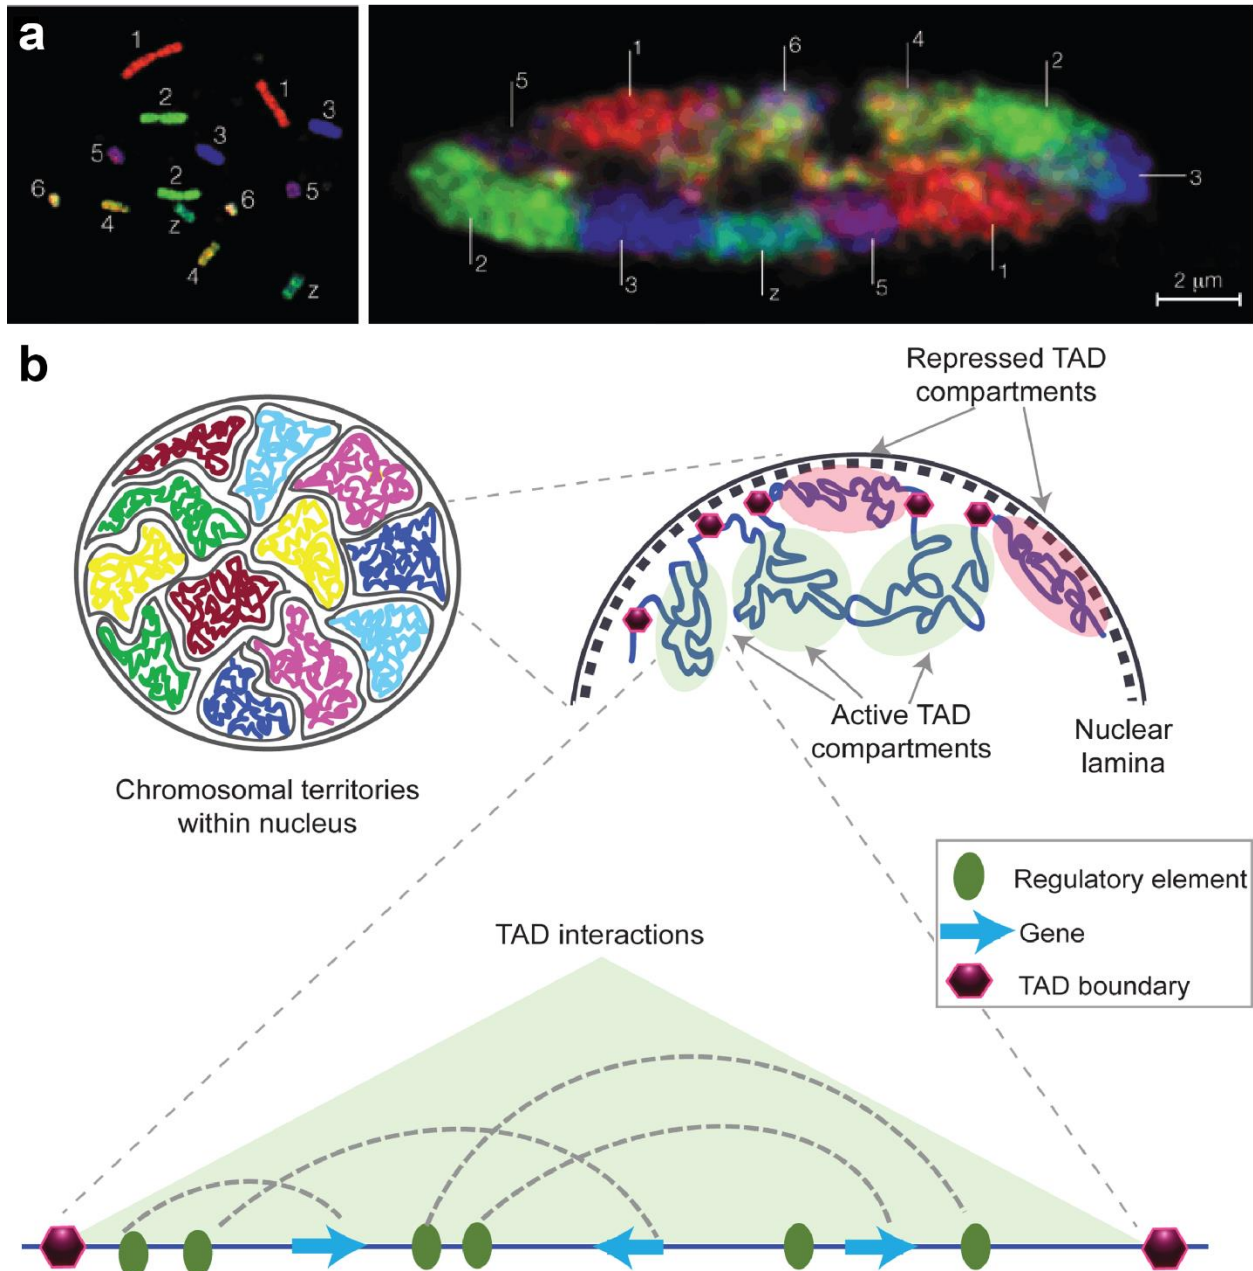 a
1
1
2
3
3
5
2
5
6
6
4
z
4
z
1
6
4
2
5
3
2
3
z
5
1
2 μm
b
Repressed TAD
compartments
Active TAD
compartments
Nuclear
lamina
Chromosomal territories
within nucleus
Regulatory element
Gene
TAD boundary
TAD interactions